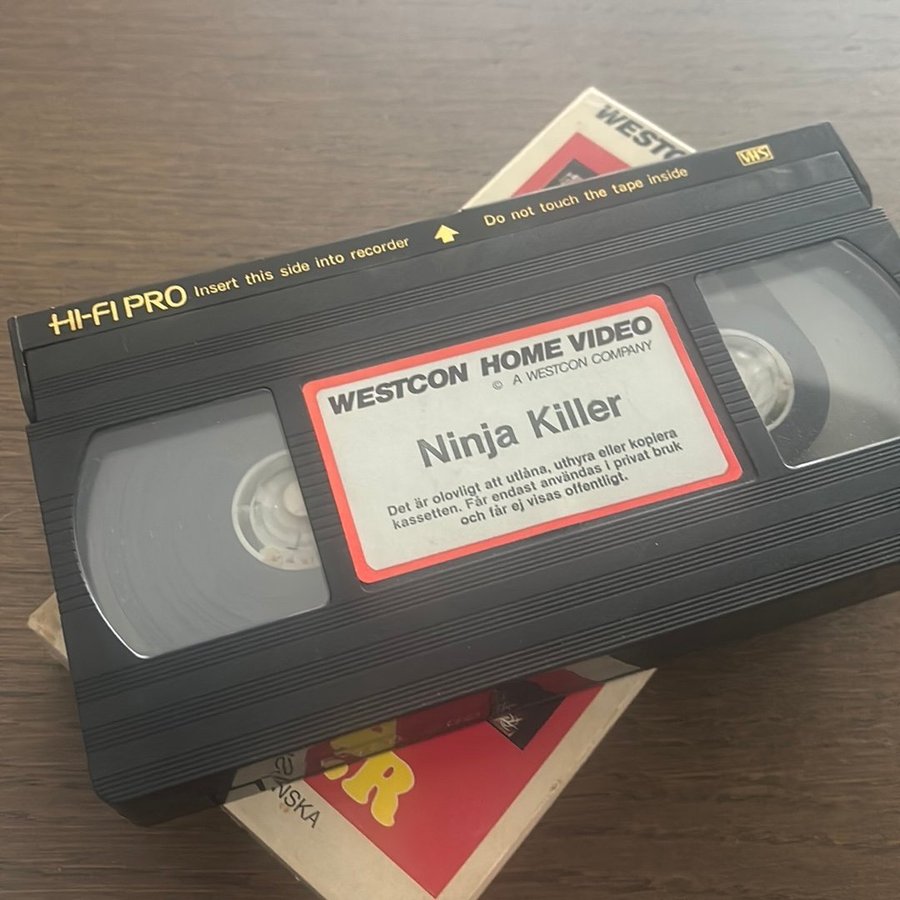 WESTC
HI-FI PRO Insert this side into recorder Do not touch the tape inside VHS
WESTCON HOME VIDEO
© A WESTCON COMPANY
Ninja Killer
Det är olovligt att utlåna, uthyra eller kopiera
kassetten. Får endast användas i privat bruk
och får ej visas offentligt.
R
NSKA